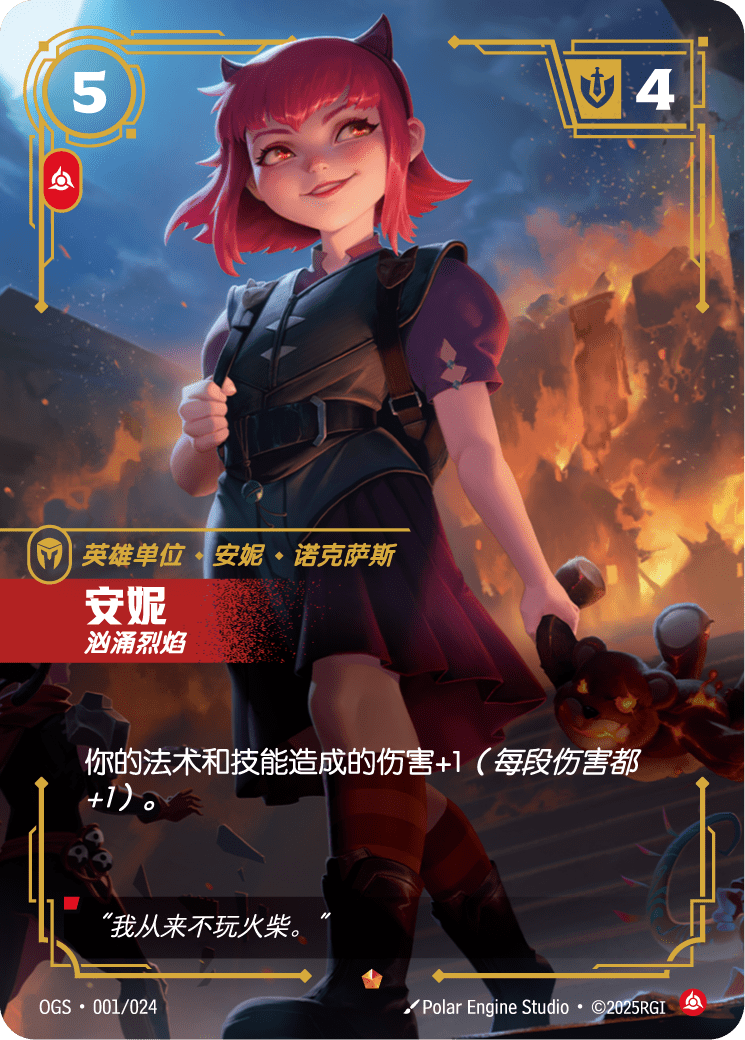 5
4
英雄单位 • 安妮 • 诺克萨斯
安妮
汹涌烈焰
你的法术和技能造成的伤害+1（每段伤害都
+1）。
“我从来不玩火柴。”
OGS • 001/024
Polar Engine Studio • ©2025RGI